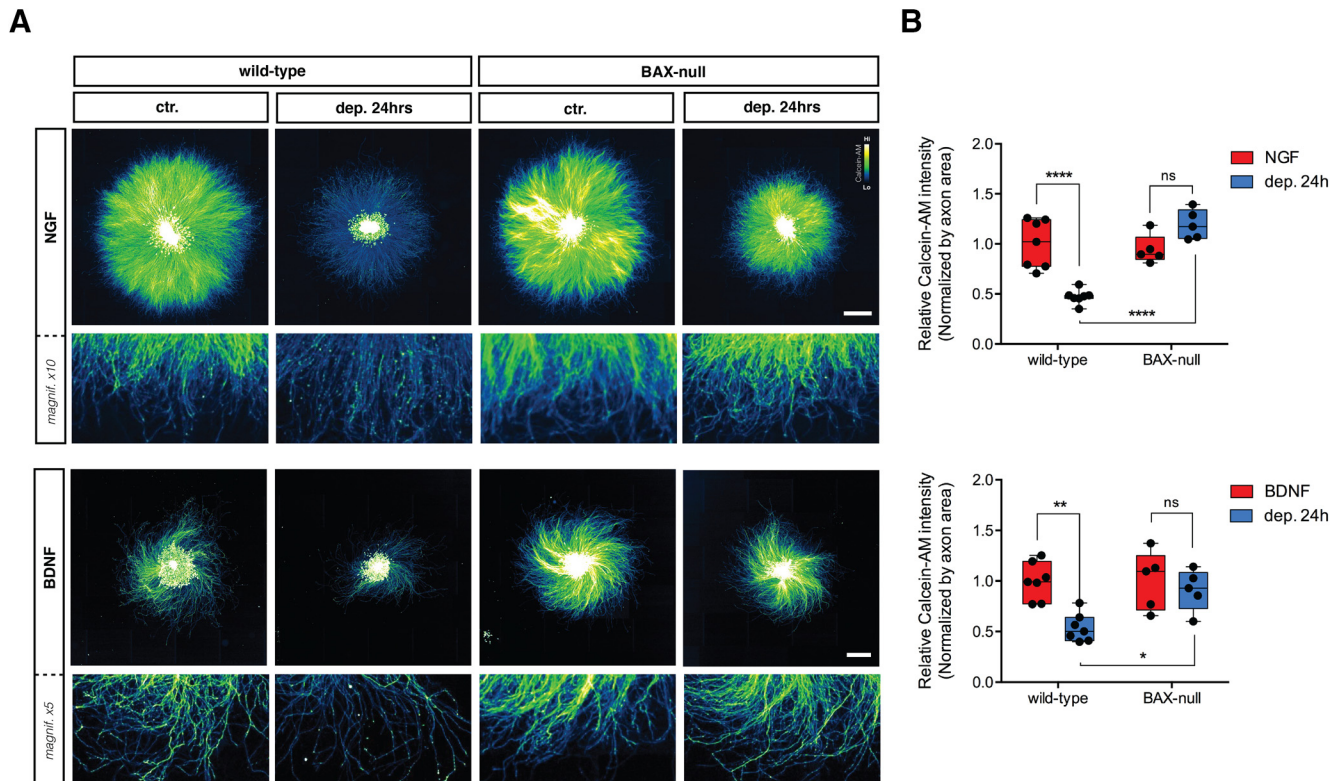 A
B
wild-type
BAX-null
ctr.
dep. 24hrs
ctr.
dep. 24hrs
NGF
Hi
Calcein-AM
Lo
magnif. x10
BDNF
magnif. x5
Relative Calcein-AM intensity
(Normalized by axon area)
2.0
1.5
1.0
0.5
0.0
****
ns
****
NGF
dep. 24h
wild-type
BAX-null
Relative Calcein-AM intensity
(Normalized by axon area)
2.0
1.5
1.0
0.5
0.0
**
ns
*
BDNF
dep. 24h
wild-type
BAX-null